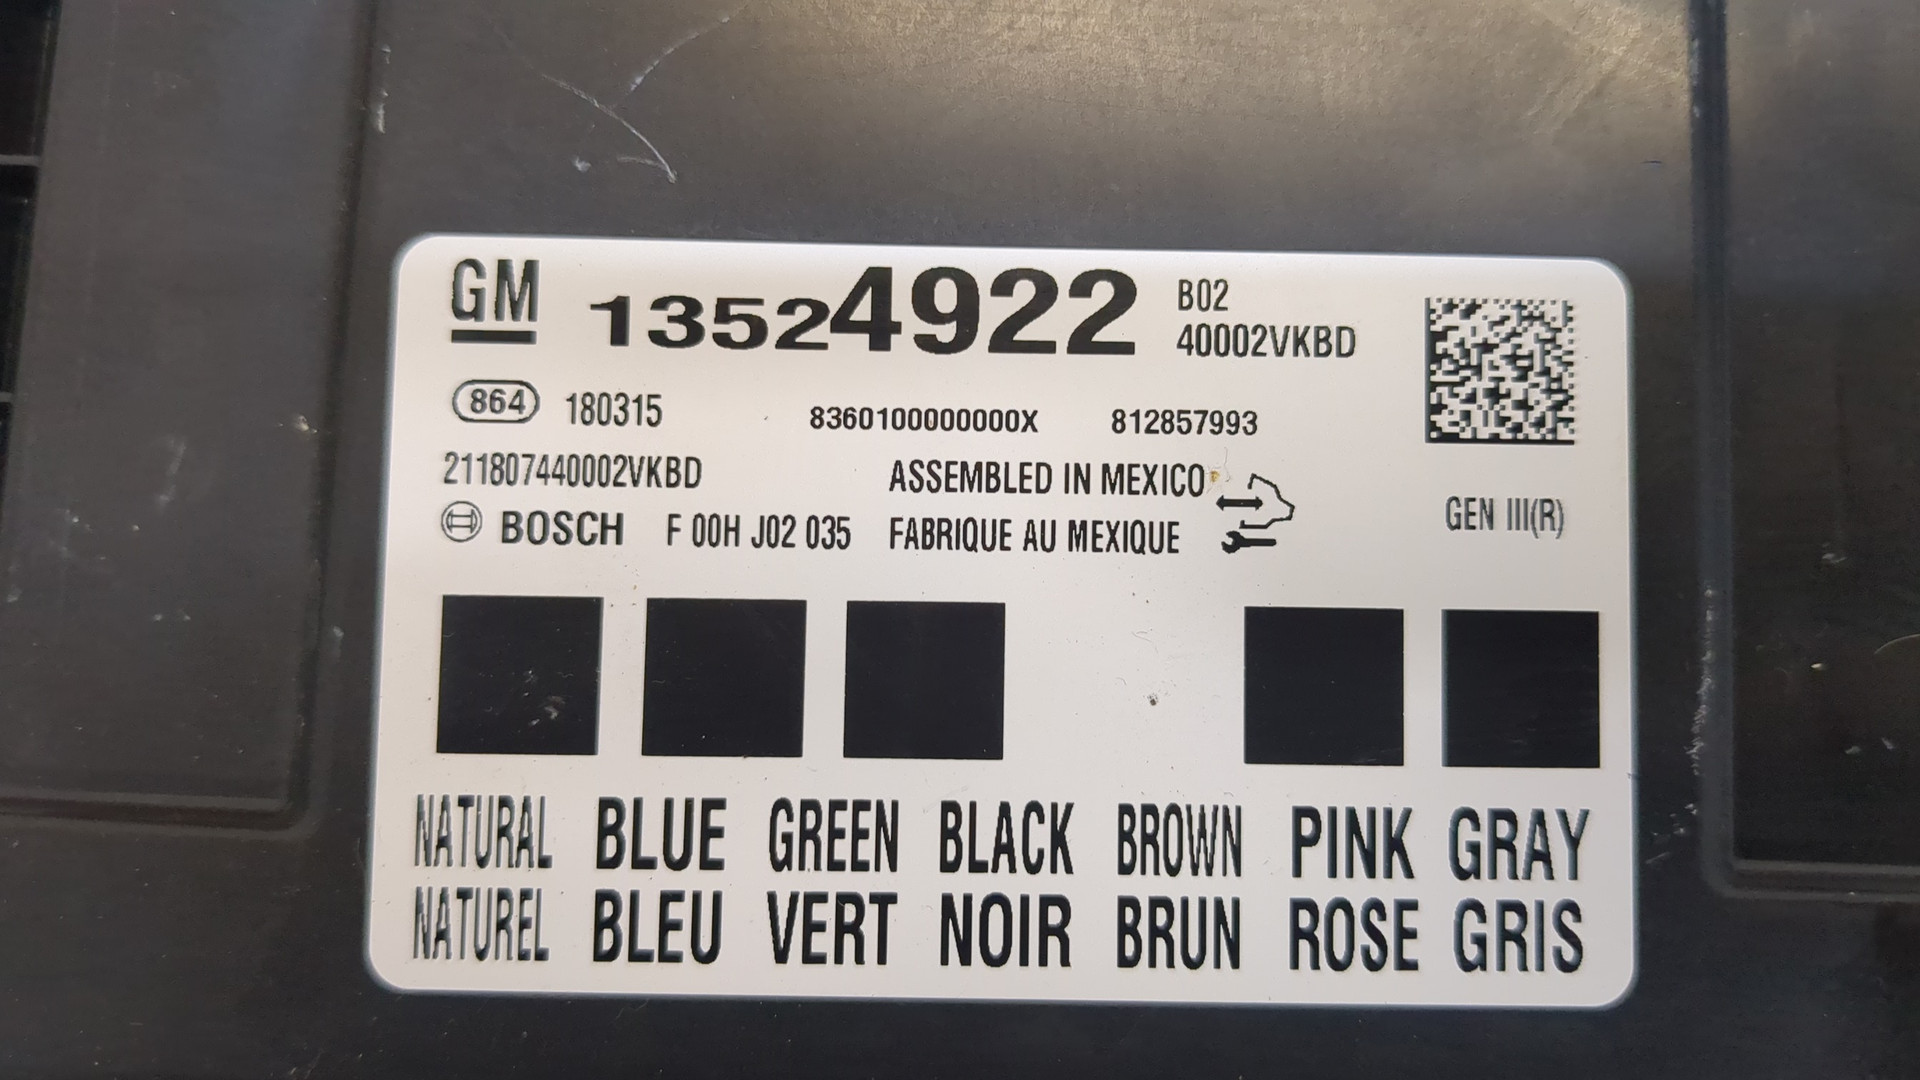 GM 13524922 B02
40002VKBD
864 180315 8360100000000X 812857993
211807440002VKBD ASSEMBLED IN MEXICO
BOSCH F 00H J02 035 FABRIQUE AU MEXIQUE GEN III(R)
NATURAL BLUE GREEN BLACK BROWN PINK GRAY
NATUREL BLEU VERT NOIR BRUN ROSE GRIS